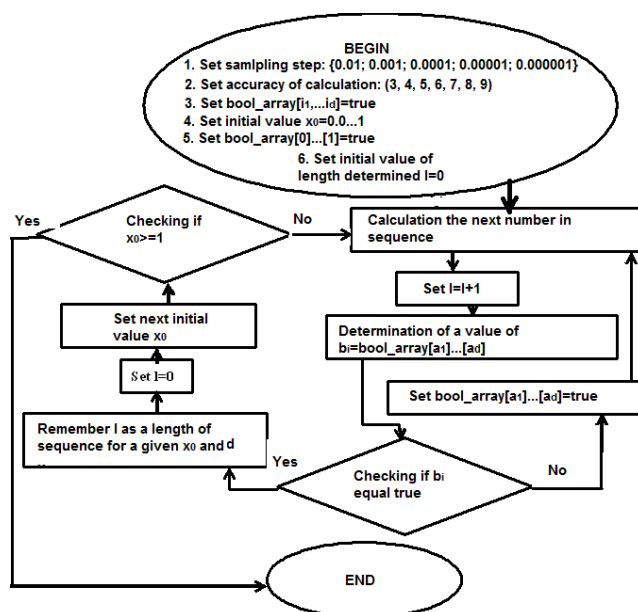 BEGIN
1. Set samlpling step: {0.01; 0.001; 0.0001; 0.00001; 0.000001}
2. Set accuracy of calculation: (3, 4, 5, 6, 7, 8, 9)
3. Set bool_array[i1,...id]=true
4. Set initial value x0=0.0...1
5. Set bool_array[0]...[1]=true
6. Set initial value of
length determined l=0
Yes
Checking if
x0>=1
No
Calculation the next number in
sequence
Set l=l+1
Set next initial
value x0
Determination of a value of
bi=bool_array[a1]...[ad]
Set l=0
Set bool_array[a1]...[ad]=true
Remember l as a length of
sequence for a given x0 and d
Yes
Checking if bi
equal true
No
END